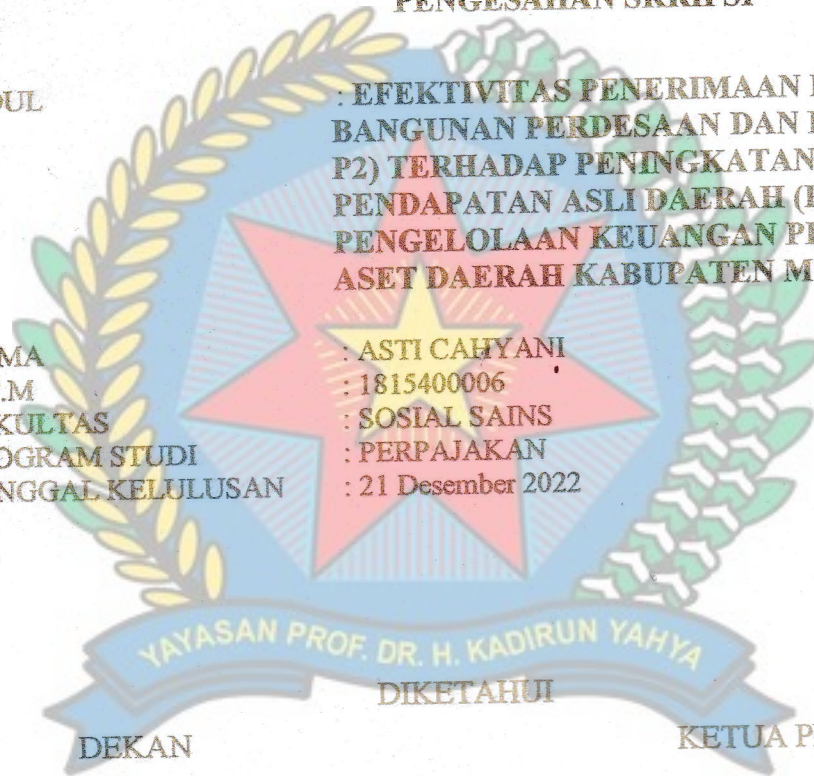 PENGESAHAN SKRIPSI
DUL : EFEKTIVITAS PENERIMAAN
BANGUNAN PERDESAAN DAN
P2) TERHADAP PENINGKATAN
PENDAPATAN ASLI DAERAH
PENGELOLAAN KEUANGAN
ASET DAERAH KABUPATEN M
MA : ASTI CAHYANI
.M : 1815400006
KULTAS : SOSIAL SAINS
OGRAM STUDI : PERPAJAKAN
NGGAL KELULUSAN : 21 Desember 2022
YAYASAN PROF. DR. H. KADIRUN YAHYA
DIKETAHUI
DEKAN KETUA P